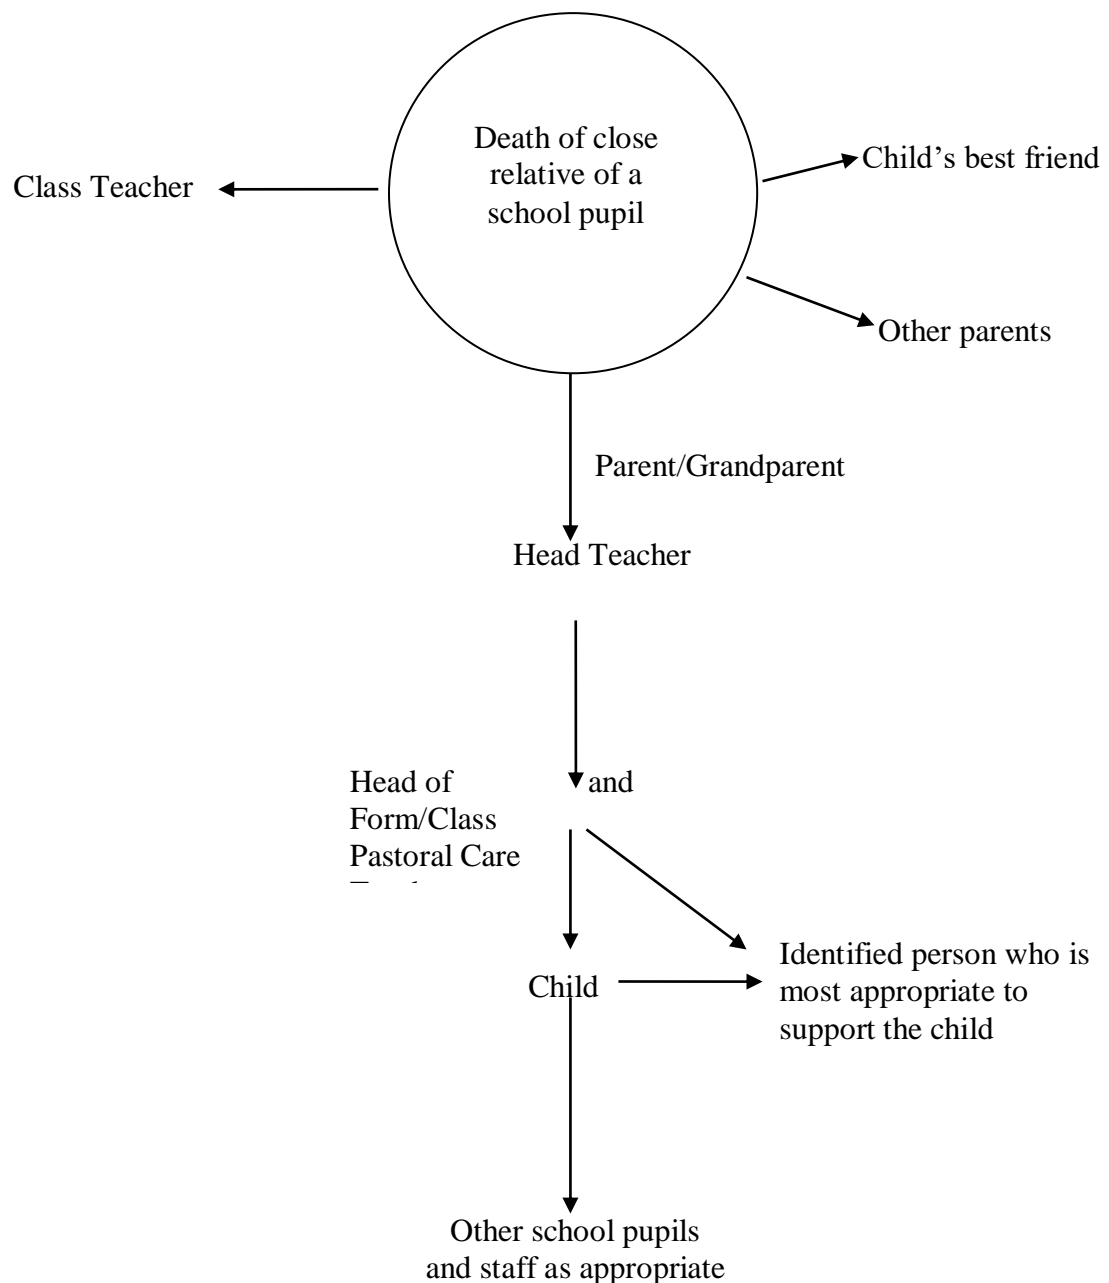 Death of close
relative of a
school pupil
Class Teacher
Child’s best friend
Other parents
Parent/Grandparent
Head Teacher
Head of
Form/Class
Pastoral Care
and
Child
Identified person who is
most appropriate to
support the child
Other school pupils
and staff as appropriate